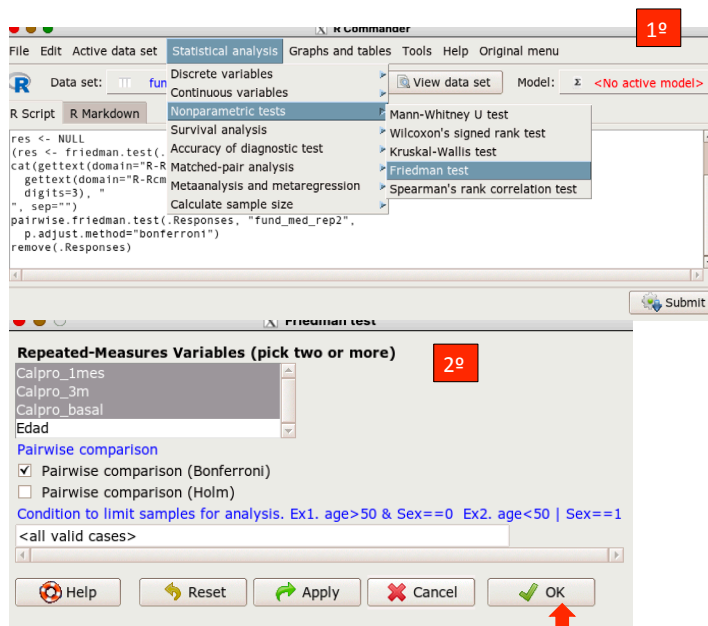 R Commander
1º
File Edit Active data set Statistical analysis Graphs and tables Tools Help Original menu
Data set: fun View data set Model: Σ <No active model>
Discrete variables
Continuous variables
R Script R Markdown
Nonparametric tests
Survival analysis
Accuracy of diagnostic test
Matched-pair analysis
Metaanalysis and metaregression
Calculate sample size
Mann-Whitney U test
Wilcoxon's signed rank test
Kruskal-Wallis test
Friedman test
Spearman's rank correlation test
res <- NULL
(res <- friedman.test(.
cat(gettext(domain="R-R
gettext(domain="R-Rcm
digits=3), "
", sep="")
pairwise.friedman.test(.Responses, "fund_med_rep2",
p.adjust.method="bonferroni")
remove(.Responses)
Submit
Friedman test
Repeated-Measures Variables (pick two or more)
2º
Calpro_1mes
Calpro_3m
Calpro_basal
Edad
Pairwise comparison
Pairwise comparison (Bonferroni)
Pairwise comparison (Holm)
Condition to limit samples for analysis. Ex1. age>50 & Sex==0 Ex2. age<50 | Sex==1
<all valid cases>
Help Reset Apply Cancel OK